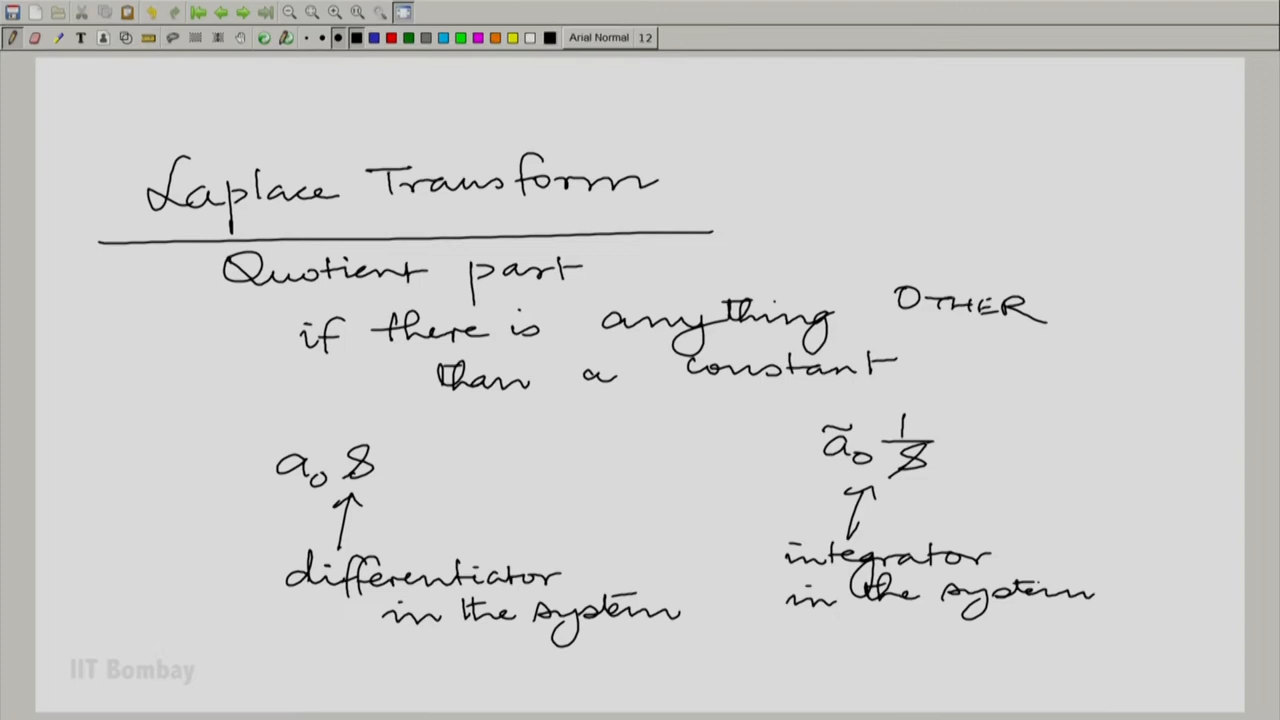 Arial Normal 12
Laplace Transform
Quotient part
if there is anything OTHER
than a constant
a₀ s
ã₀ 1/s
differentiator
in the system
integrator
in the system
IIT Bombay